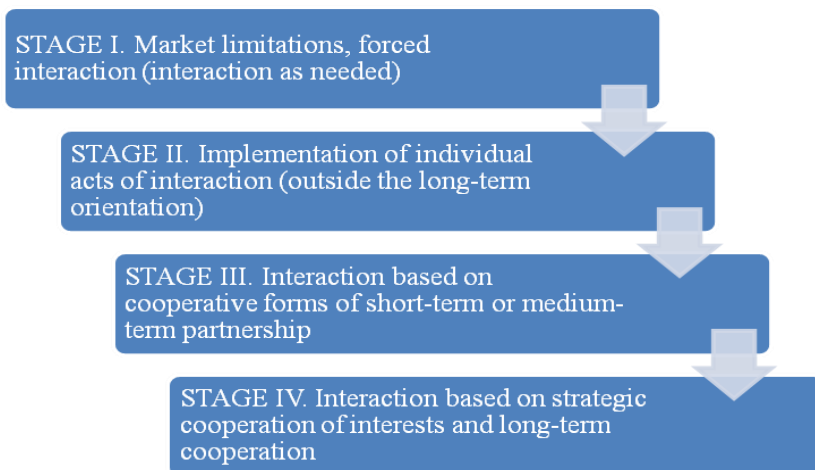 STAGE I. Market limitations, forced
interaction (interaction as needed)
STAGE II. Implementation of individual
acts of interaction (outside the long-term
orientation)
STAGE III. Interaction based on
cooperative forms of short-term or medium-
term partnership
STAGE IV. Interaction based on strategic
cooperation of interests and long-term
cooperation